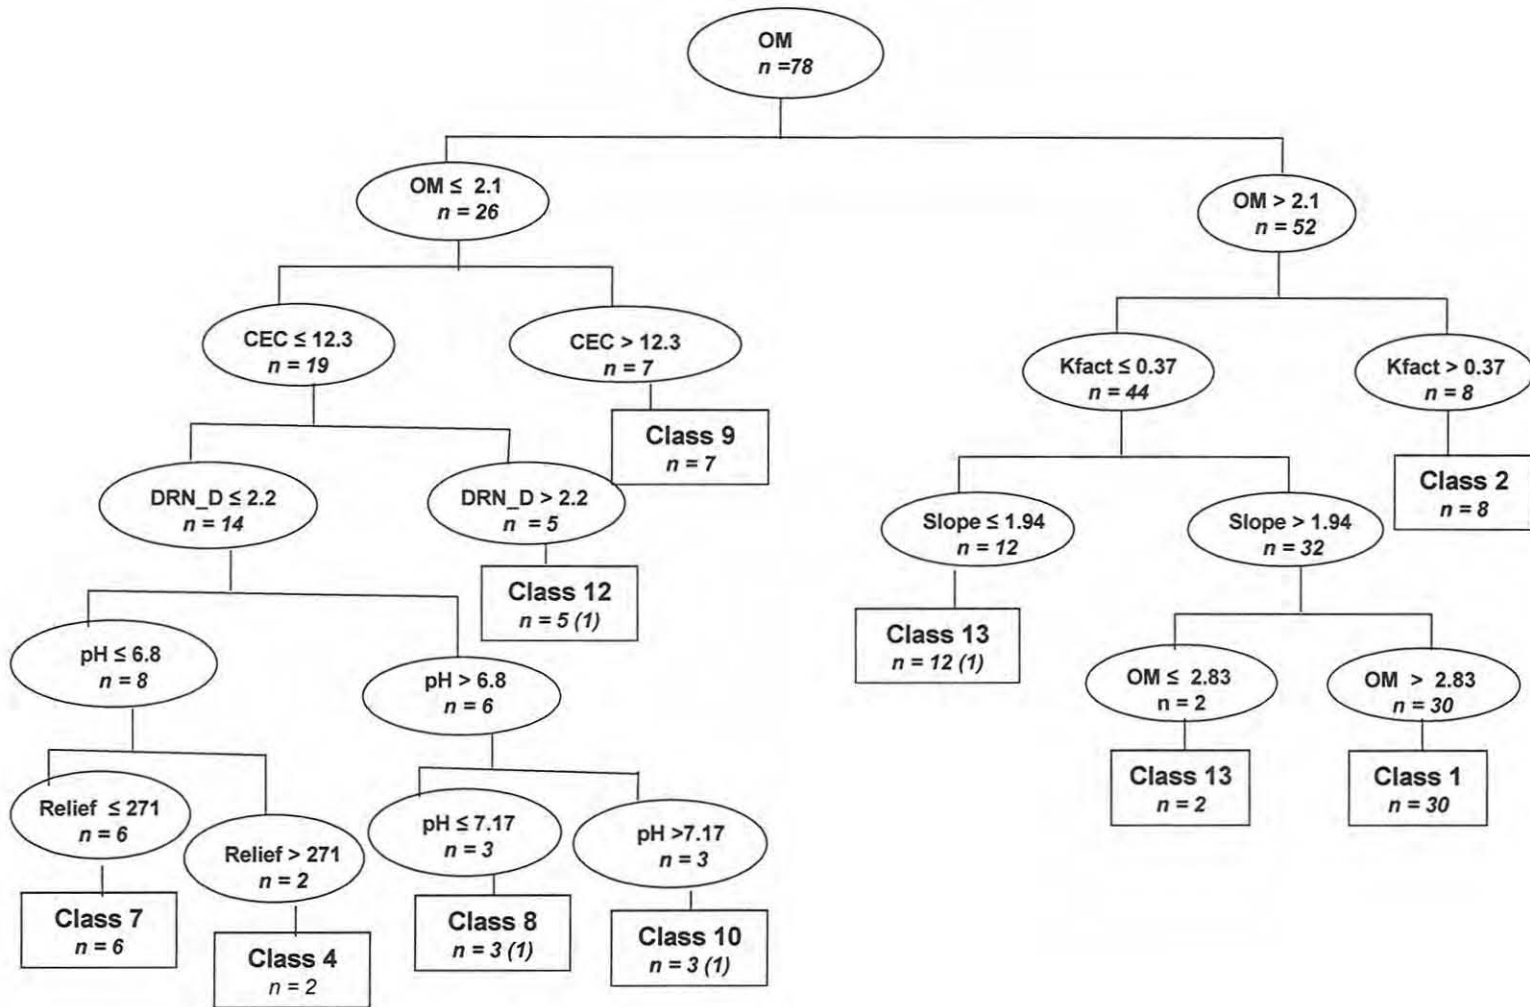 OM
n =78
OM ≤ 2.1
n = 26
OM > 2.1
n = 52
CEC ≤ 12.3
n = 19
CEC > 12.3
n = 7
Kfact ≤ 0.37
n = 44
Kfact > 0.37
n = 8
Class 9
n = 7
Class 2
n = 8
DRN_D ≤ 2.2
n = 14
DRN_D > 2.2
n = 5
Slope ≤ 1.94
n = 12
Slope > 1.94
n = 32
Class 12
n = 5 (1)
Class 13
n = 12 (1)
pH ≤ 6.8
n = 8
pH > 6.8
n = 6
OM ≤ 2.83
n = 2
OM > 2.83
n = 30
Class 13
n = 2
Class 1
n = 30
Relief ≤ 271
n = 6
Relief > 271
n = 2
pH ≤ 7.17
n = 3
pH >7.17
n = 3
Class 7
n = 6
Class 4
n = 2
Class 8
n = 3 (1)
Class 10
n = 3 (1)